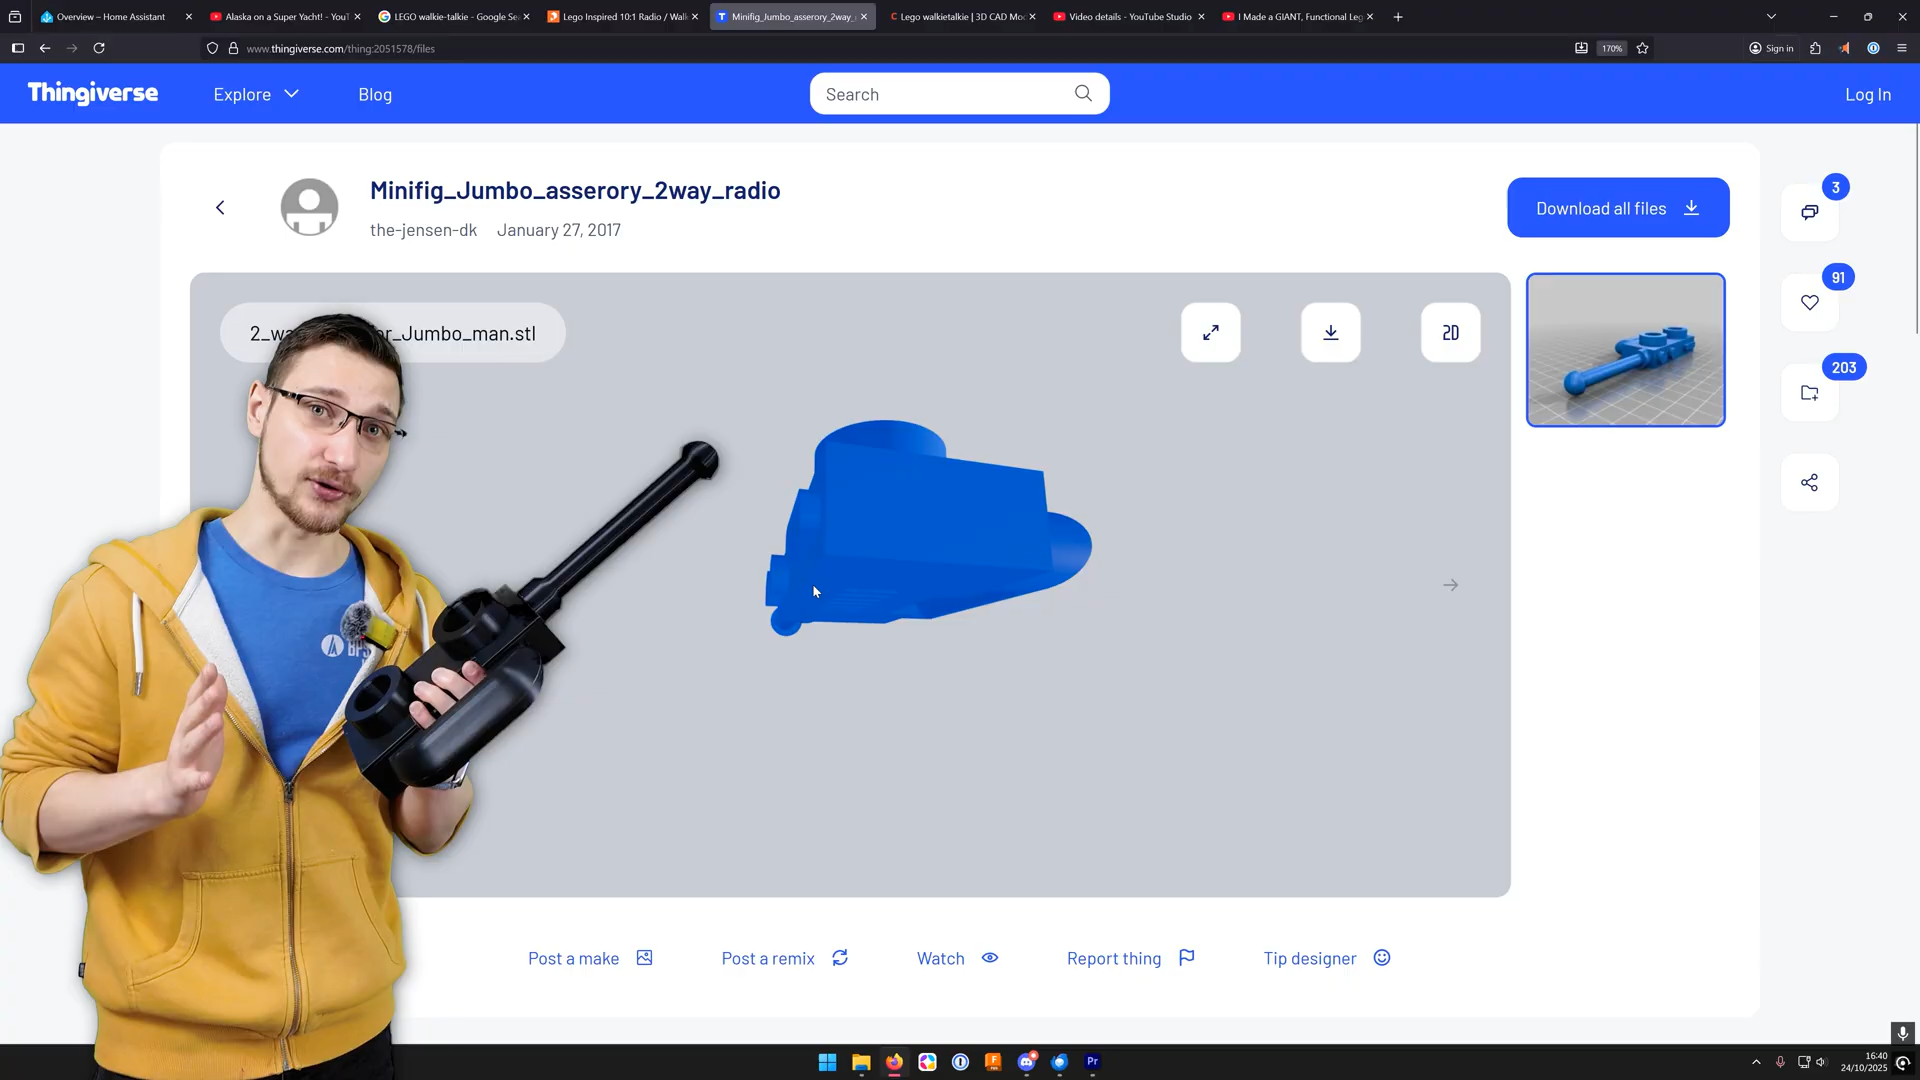 Overview – Home Assistant
Alaska on a Super Yacht! - YouT
LEGO walkie-talkie - Google Se
Lego Inspired 10:1 Radio / Walk
Minifig_Jumbo_asserory_2way_
Lego walkietalkie | 3D CAD Mo
Video details - YouTube Studio
I Made a GIANT, Functional Leg
www.thingiverse.com/thing:2051578/files
170%
Sign in
Thingiverse
Explore
Blog
Search
Log In
Minifig_Jumbo_asserory_2way_radio
the-jensen-dk
January 27, 2017
Download all files
3
91
203
2_wa
r_Jumbo_man.stl
2D
BPS
Post a make
Post a remix
Watch
Report thing
Tip designer
Pr
16:40
24/10/2025